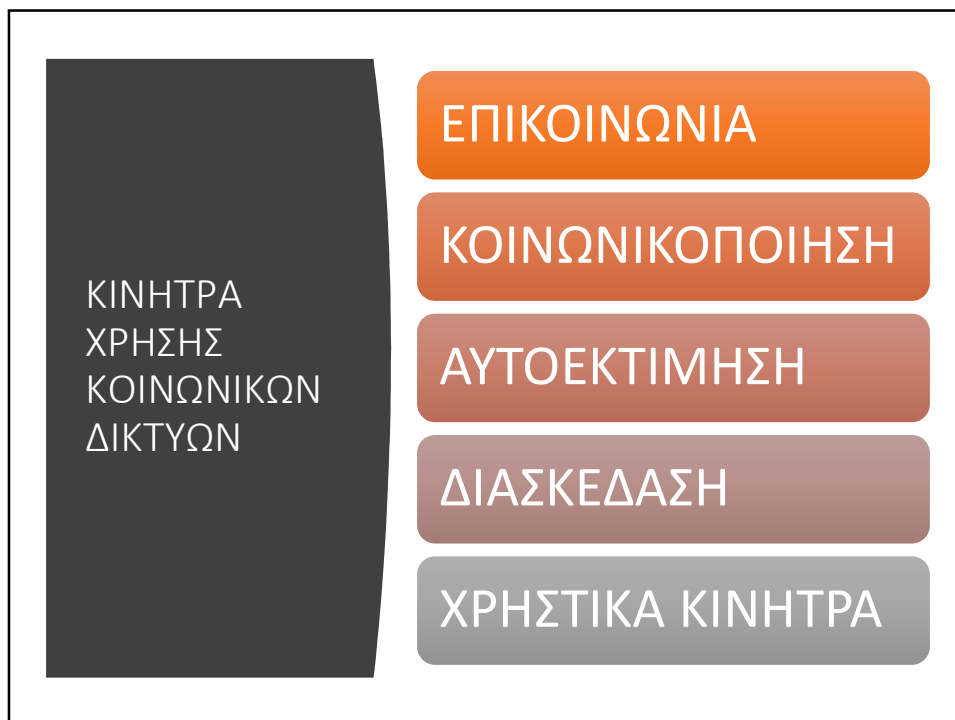 ΚΙΝΗΤΡΑ
ΧΡΗΣΗΣ
ΚΟΙΝΩΝΙΚΩΝ
ΔΙΚΤΥΩΝ
ΕΠΙΚΟΙΝΩΝΙΑ
ΚΟΙΝΩΝΙΚΟΠΟΙΗΣΗ
ΑΥΤΟΕΚΤΙΜΗΣΗ
ΔΙΑΣΚΕΔΑΣΗ
ΧΡΗΣΤΙΚΑ ΚΙΝΗΤΡΑ